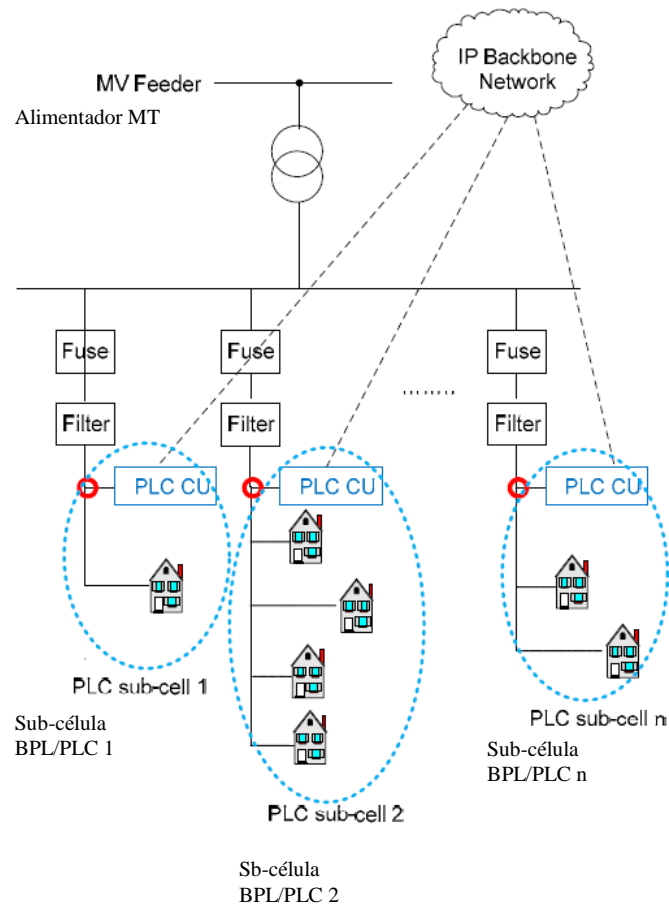 IP Backbone
Network
MV Feeder
Alimentador MT
Fuse
Fuse
Fuse
Filter
Filter
Filter
........
PLC CU
PLC CU
PLC CU
PLC sub-cell 1
PLC sub-cell n
Sub-célula
BPL/PLC 1
Sub-célula
BPL/PLC n
PLC sub-cell 2
Sb-célula
BPL/PLC 2